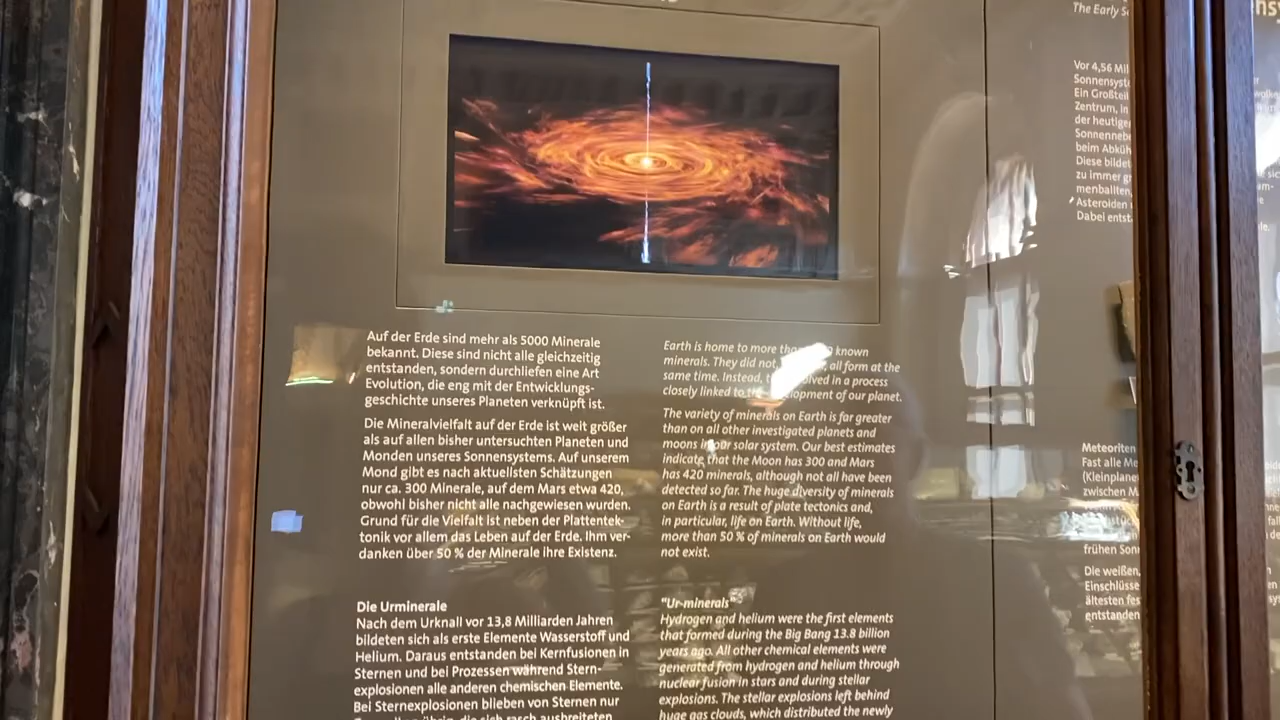 Auf der Erde sind mehr als 5000 Minerale
bekannt. Diese sind nicht alle gleichzeitig
entstanden, sondern durchliefen eine Art
Evolution, die eng mit der Entwicklungs-
geschichte unseres Planeten verknüpft ist.
Die Mineralvielfalt auf der Erde ist weit größer
als auf allen bisher untersuchten Planeten und
Monden unseres Sonnensystems. Auf unserem
Mond gibt es nach aktuellsten Schätzungen
nur ca. 300 Minerale, auf dem Mars etwa 420,
obwohl bisher nicht alle nachgewiesen wurden.
Grund für die Vielfalt ist neben der Plattentek-
tonik vor allem das Leben auf der Erde. Ihm ver-
danken über 50 % der Minerale ihre Existenz.
Die Urminerale
Nach dem Urknall vor 13,8 Milliarden Jahren
bildeten sich als erste Elemente Wasserstoff und
Helium. Daraus entstanden bei Kernfusionen in
Sternen und bei Prozessen während Stern-
explosionen alle anderen chemischen Elemente.
Bei Sternexplosionen blieben von Sternen nur
die sich rasch ausbreiteten
Earth is home to more known
minerals. They did not all form at the
same time. Instead, in a process
closely linked to of our planet.
The variety of minerals on Earth is far greater
than on all other investigated planets and
moons in our solar system. Our best estimates
indicate that the Moon has 300 and Mars
has 420 minerals, although not all have been
detected so far. The huge diversity of minerals
on Earth is a result of plate tectonics and,
in particular, life on Earth. Without life,
more than 50 % of minerals on Earth would
not exist.
"Ur-minerals"
Hydrogen and helium were the first elements
that formed during the Big Bang 13.8 billion
years ago. All other chemical elements were
generated from hydrogen and helium through
nuclear fusion in stars and during stellar
explosions. The stellar explosions left behind
huge gas clouds, which distributed the newly
The Early
Vor 4,56
Sonnensyst
Ein Großteil
Zentrum, in
der heutige
Sonnenneb
beim Abküh
Diese bildet
zu immer
menballten,
Asteroiden
Dabei entst
Meteoriten
Fast alle Me
(Kleinplane
zwischen M
frühen Son
Die weißen,
Einschlüsse
ältesten fes
entstanden